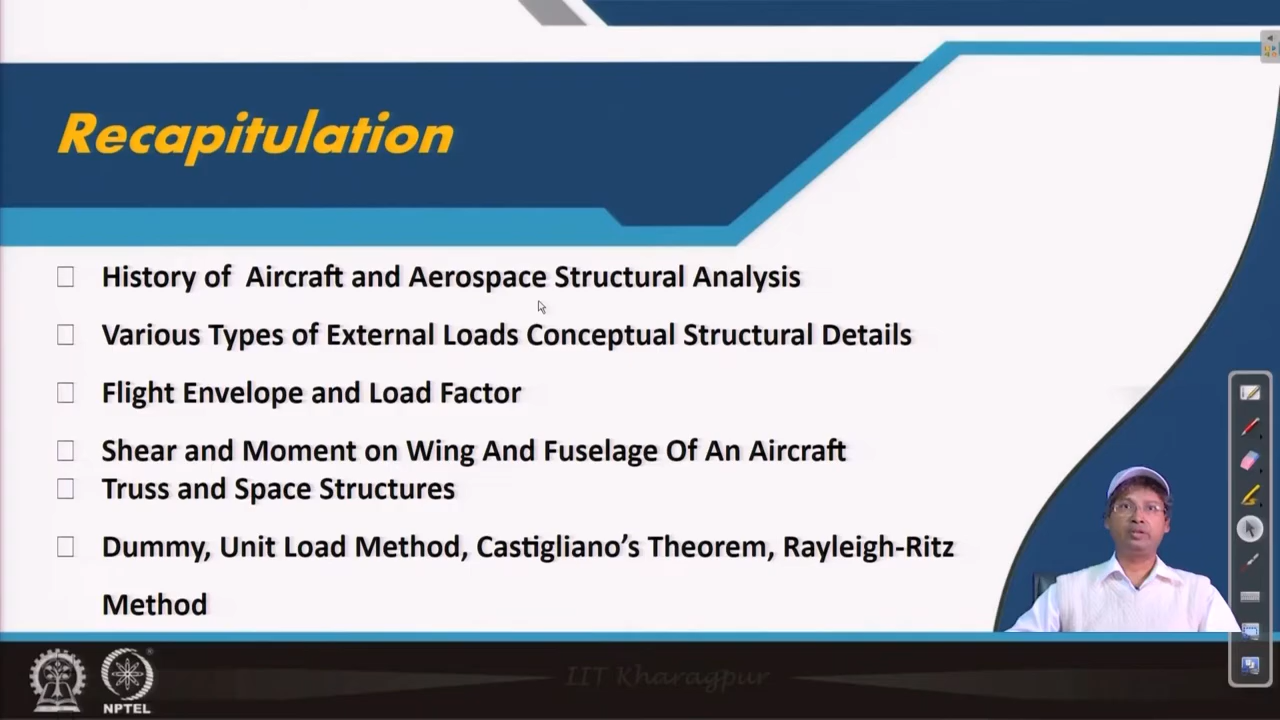 Recapitulation
History of Aircraft and Aerospace Structural Analysis
Various Types of External Loads Conceptual Structural Details
Flight Envelope and Load Factor
Shear and Moment on Wing And Fuselage Of An Aircraft
Truss and Space Structures
Dummy, Unit Load Method, Castigliano's Theorem, Rayleigh-Ritz
Method
IIT Kharagpur
NPTEL